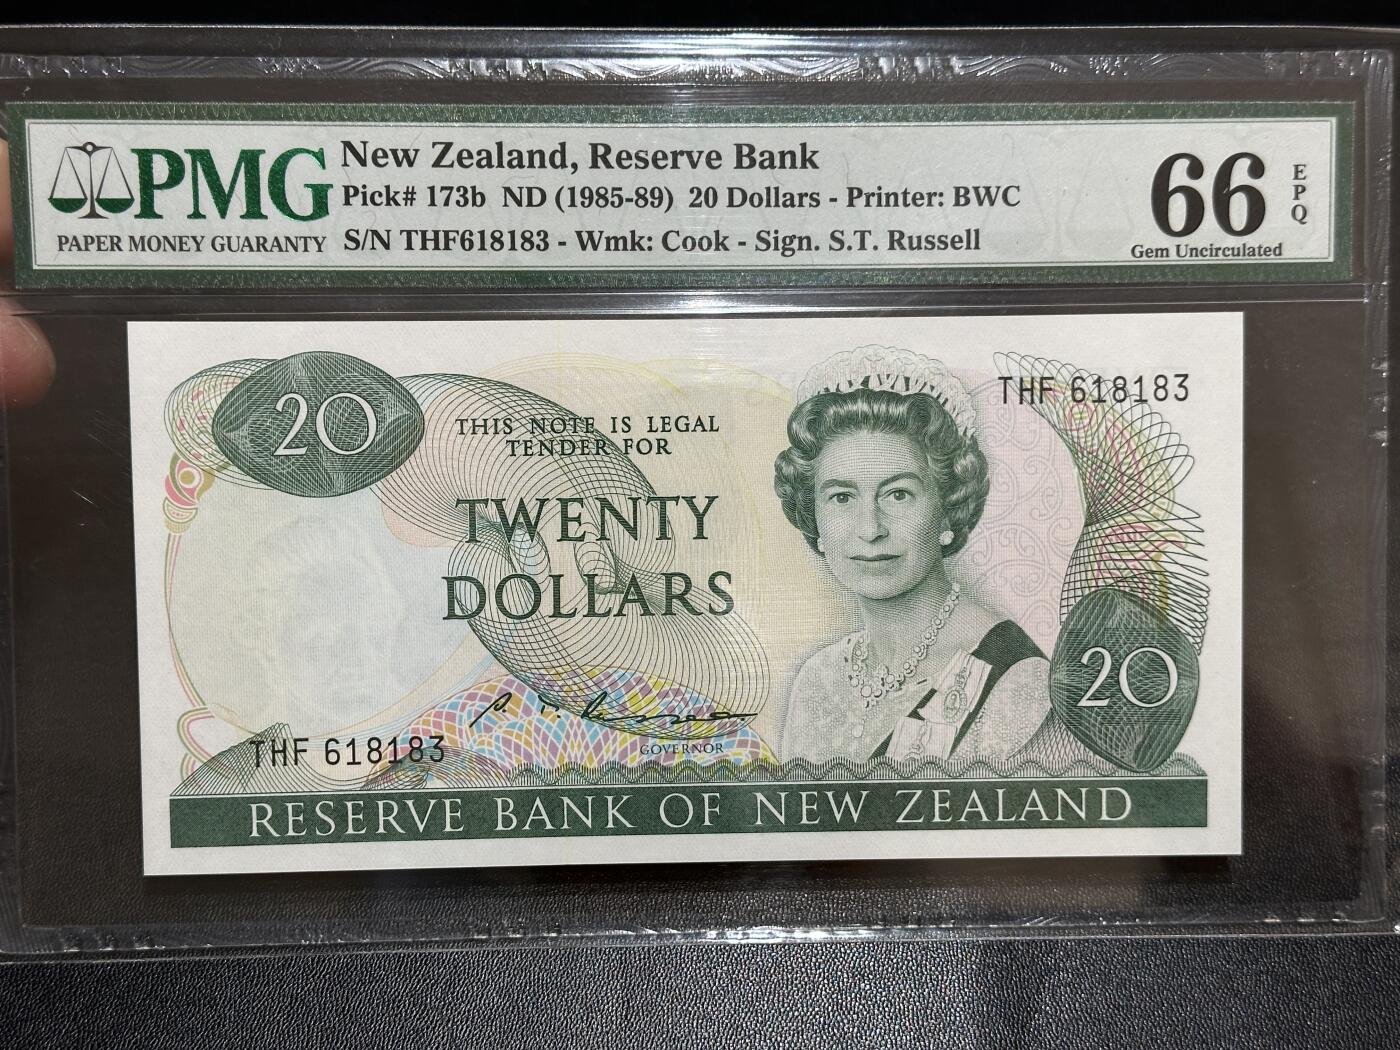 PMG
PAPER MONEY GUARANTY
New Zealand, Reserve Bank
Pick# 173b ND (1985-89) 20 Dollars - Printer: BWC
S/N THF618183 - Wmk: Cook - Sign. S.T. Russell
66
EPQ
Gem Uncirculated
20
THIS NOTE IS LEGAL
TENDER FOR
TWENTY
DOLLARS
THF 618183
20
GOVERNOR
THF 618183
RESERVE BANK OF NEW ZEALAND